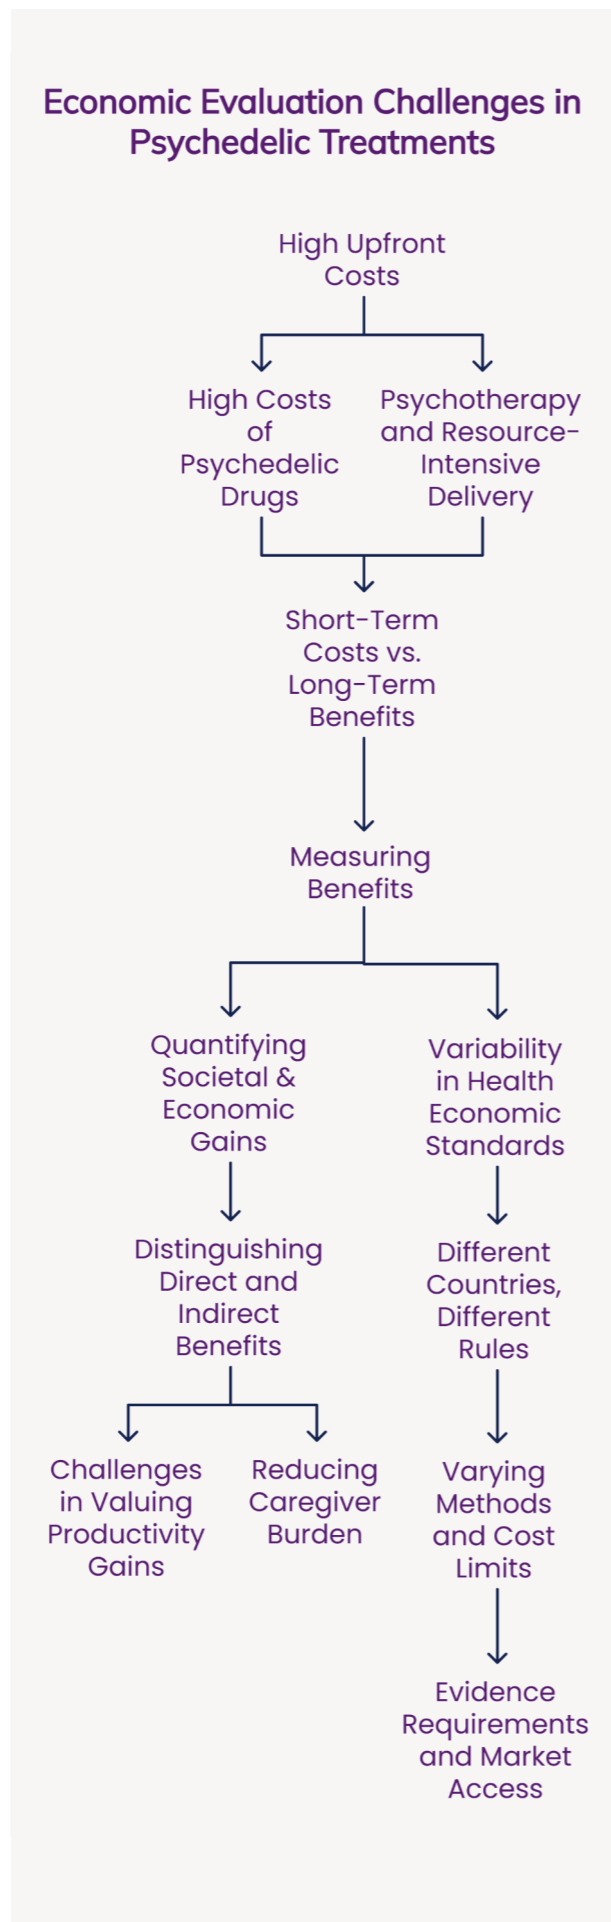 Economic Evaluation Challenges in
Psychedelic Treatments
High Upfront
Costs
High Costs
of
Psychedelic
Drugs
Psychotherapy
and Resource-
Intensive
Delivery
Short-Term
Costs vs.
Long-Term
Benefits
Measuring
Benefits
Quantifying
Societal &
Economic
Gains
Variability
in Health
Economic
Standards
Distinguishing
Direct and
Indirect
Benefits
Different
Countries,
Different
Rules
Challenges
in Valuing
Productivity
Gains
Reducing
Caregiver
Burden
Varying
Methods
and Cost
Limits
Evidence
Requirements
and Market
Access